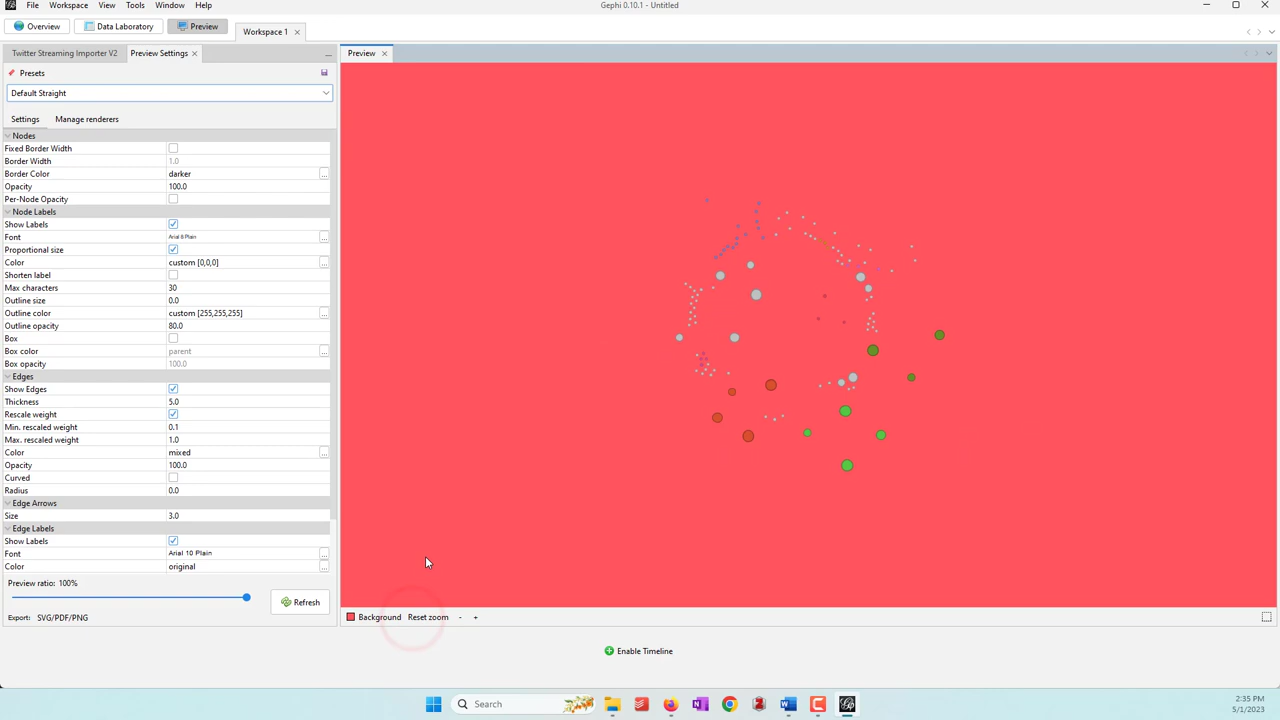 File Workspace View Tools Window Help Gephi 0.10.1 - Untitled
Overview Data Laboratory Preview Workspace 1
Twitter Streaming Importer V2 Preview Settings Preview
Presets
Default Straight
Settings Manage renderers
Nodes
Fixed Border Width
Border Width 1.0
Border Color darker ...
Opacity 100.0
Per-Node Opacity
Node Labels
Show Labels
Font Arial 8 Plain ...
Proportional size
Color custom [0,0,0] ...
Shorten label
Max characters 30
Outline size 0.0
Outline color custom [255,255,255] ...
Outline opacity 80.0
Box
Box color parent ...
Box opacity 100.0
Edges
Show Edges
Thickness 5.0
Rescale weight
Min. rescaled weight 0.1
Max. rescaled weight 1.0
Color mixed ...
Opacity 100.0
Curved
Radius 0.0
Edge Arrows
Size 3.0
Edge Labels
Show Labels
Font Arial 10 Plain ...
Color original ...
Preview ratio: 100%
Refresh
Export: SVG/PDF/PNG
Background Reset zoom - +
Enable Timeline
Search
2:35 PM
5/1/2023